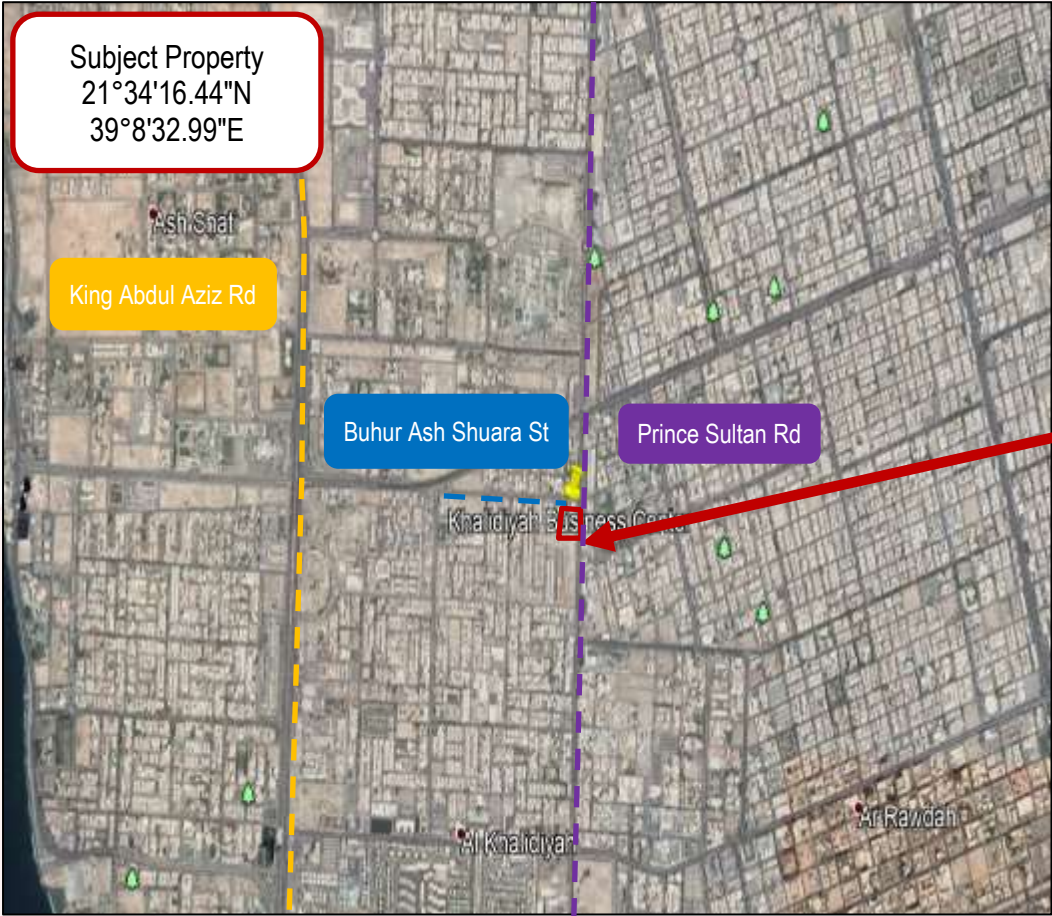 Subject Property
21°34'16.44"N
39°8'32.99"E
Ash Shat
King Abdul Aziz Rd
Buhur Ash Shuara St
Prince Sultan Rd
Khalidiyah Business Center
Ar Rawdah
Al Khalidiyah